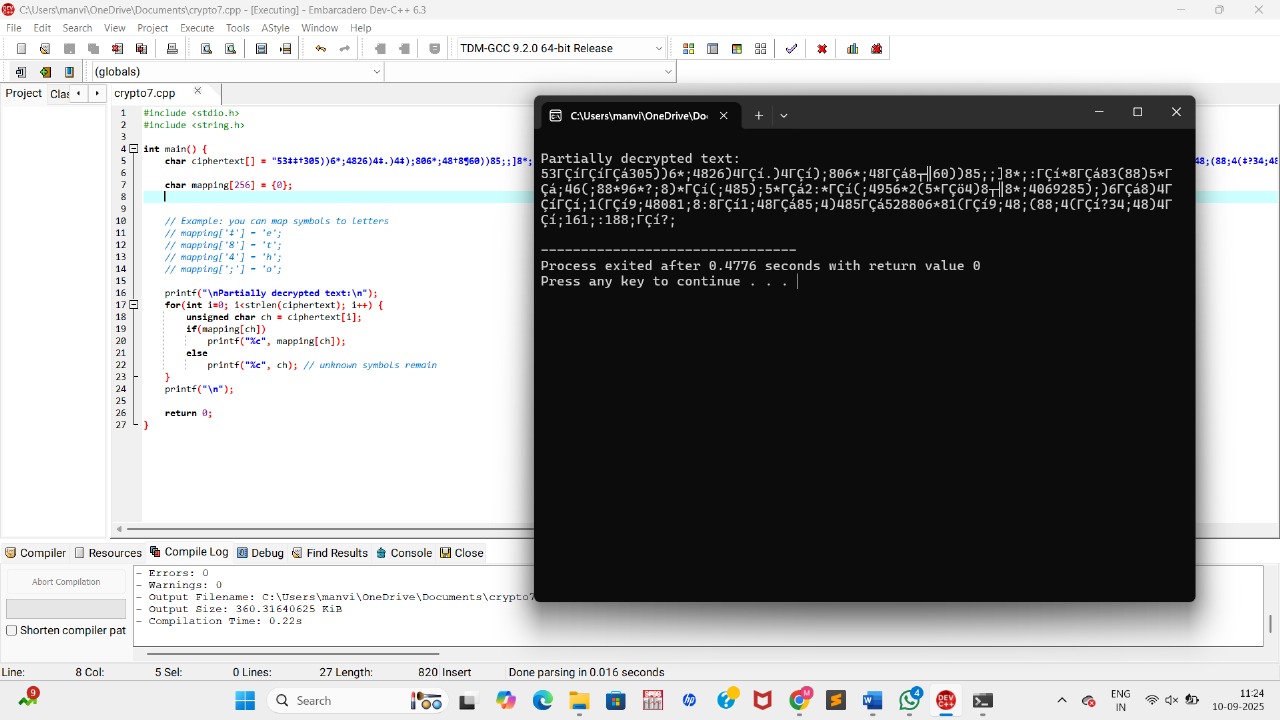 C:\Users\manvi\OneDrive\Documents\crypto7.cpp - [Executing] - Embarcadero Dev-C++ 6.3
File Edit Search View Project Execute Tools AStyle Window Help
TDM-GCC 9.2.0 64-bit Release
(globals)
Project Clas crypto7.cpp
1 #include <stdio.h>
2 #include <string.h>
3
4 int main() {
5 char ciphertext[] = "53‡‡†305))6*;4826)4‡.)4‡);806*;48†8¶60))85;;]8*; 48;(88;4(‡?34;48
6
7 char mapping[256] = {0};
8
9
10 // Example: you can map symbols to letters
11 // mapping['‡'] = 'e';
12 // mapping['8'] = 't';
13 // mapping['4'] = 'h';
14 // mapping[';'] = 'o';
15
16 printf("\nPartially decrypted text:\n");
17 for(int i=0; i<strlen(ciphertext); i++) {
18 unsigned char ch = ciphertext[i];
19 if(mapping[ch])
20 printf("%c", mapping[ch]);
21 else
22 printf("%c", ch); // unknown symbols remain
23 }
24 printf("\n");
25
26 return 0;
27 }
C:\Users\manvi\OneDrive\Do
Partially decrypted text:
53ΓÇíΓÇíΓÇá305))6*;4826)4ΓÇí.)4ΓÇí);806*;48ΓÇá8┬╢60))85;;]8*;:ΓÇí*8ΓÇá83(88)5*Γ
Çá;46(;88*96*?;8)*ΓÇí(;485);5*ΓÇá2:*ΓÇí(;4956*2(5*ΓÇö4)8┬╢8*;4069285);)6ΓÇá8)4Γ
ÇíΓÇí;1(ΓÇí9;48081;8:8ΓÇí1;48ΓÇá85;4)485ΓÇá528806*81(ΓÇí9;48;(88;4(ΓÇí?34;48)4Γ
Çí;161;:188;ΓÇí?;
--------------------------------
Process exited after 0.4776 seconds with return value 0
Press any key to continue . . .
Compiler Resources Compile Log Debug Find Results Console Close
Abort Compilation
Shorten compiler pat
- Errors: 0
- Warnings: 0
- Output Filename: C:\Users\manvi\OneDrive\Documents\crypto7
- Output Size: 360.31640625 KiB
- Compilation Time: 0.22s
Line: 8 Col: 5 Sel: 0 Lines: 27 Length: 820 Insert Done parsing in 0.016 seconds
9
Search
4
ENG
IN
11:24
10-09-2025